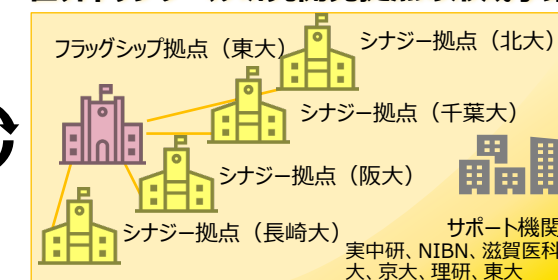 フラッグシップ拠点（東大）
シナジー拠点（北大）
シナジー拠点（千葉大）
シナジー拠点（阪大）
シナジー拠点（長崎大）
サポート機関
実中研、NIBN、滋賀医科
大、京大、理研、東大